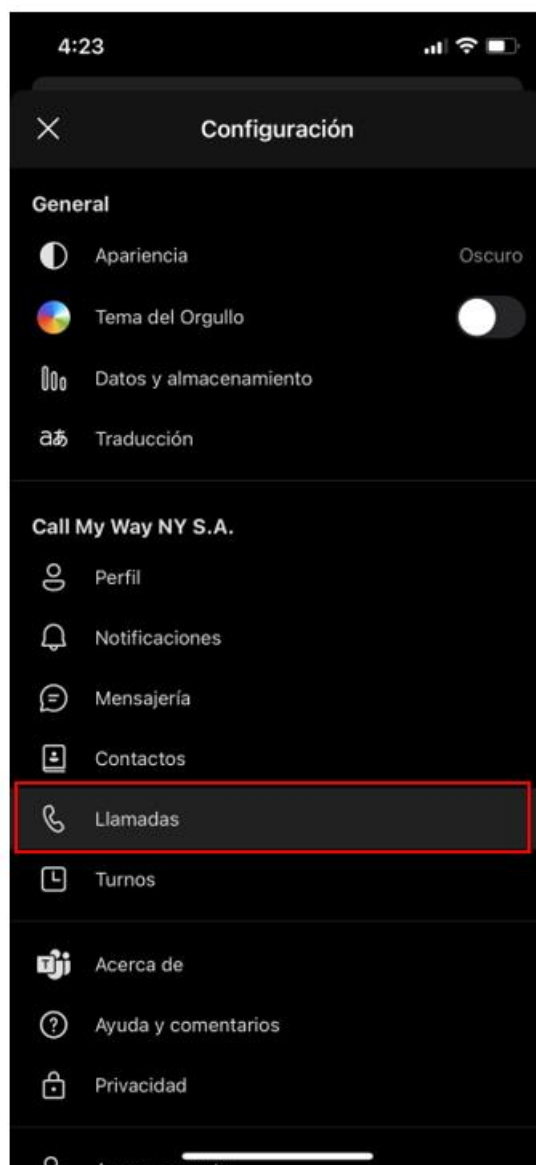 4:23
Configuración
General
Apariencia Oscuro
Tema del Orgullo
Datos y almacenamiento
aあ Traducción
Call My Way NY S.A.
Perfil
Notificaciones
Mensajería
Contactos
Llamadas
Turnos
T Acerca de
? Ayuda y comentarios
Privacidad